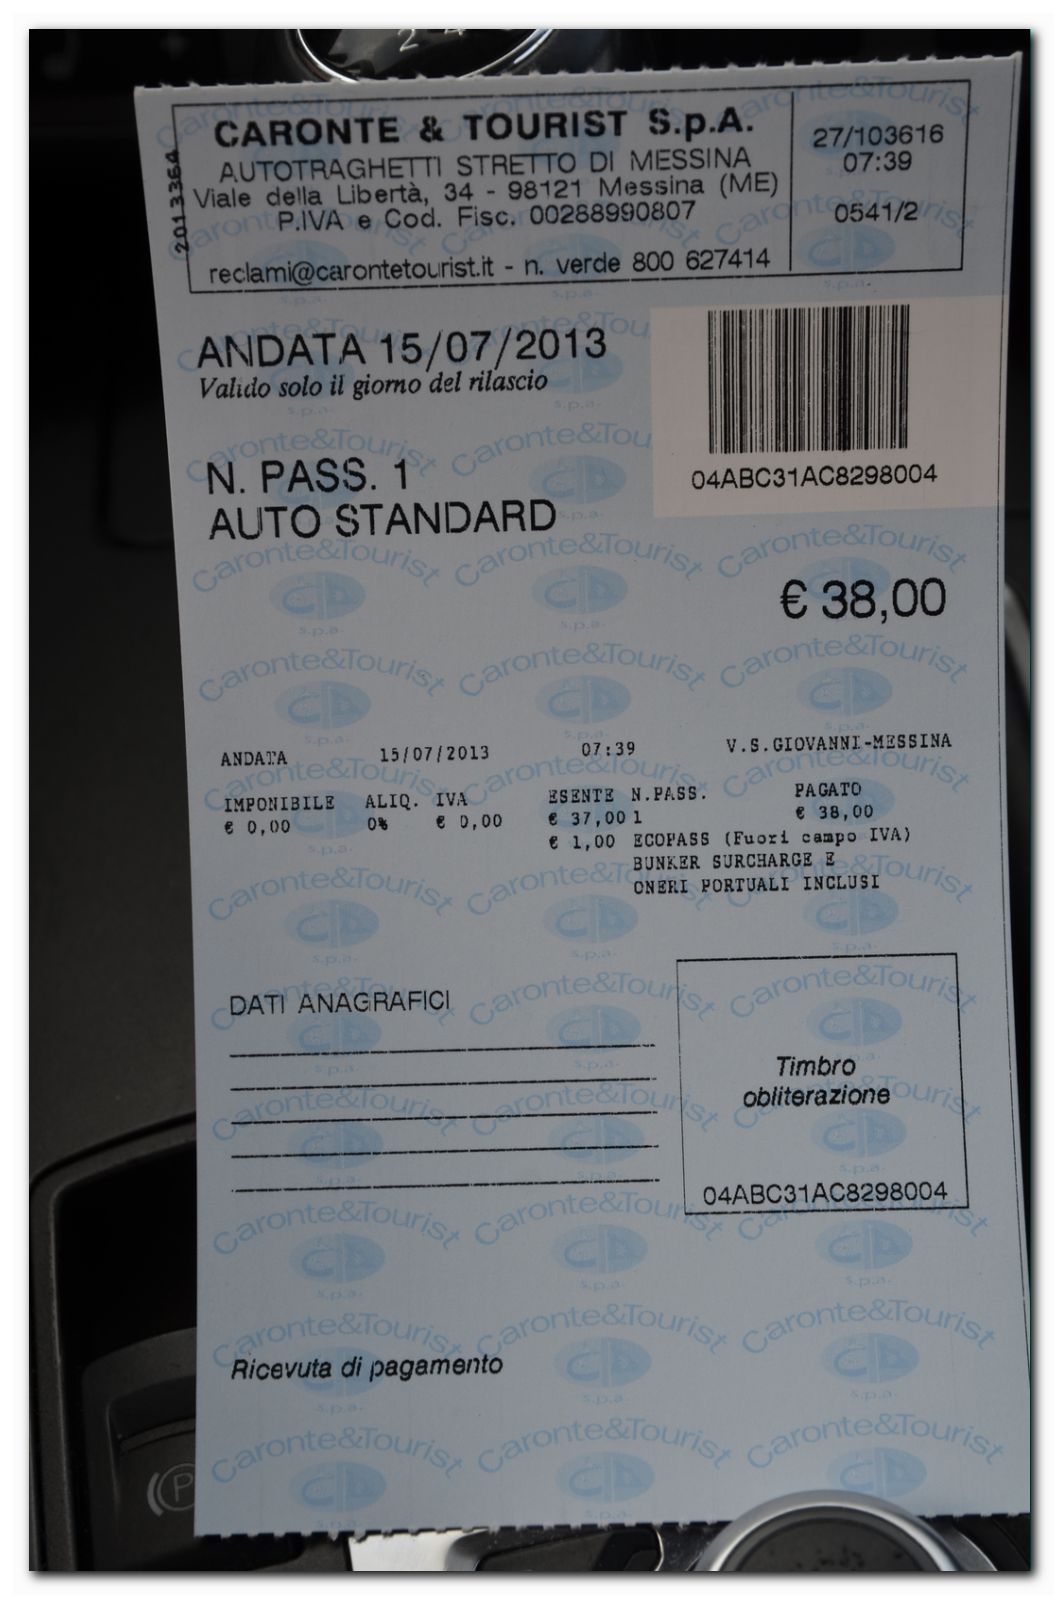 2 4
CARONTE & TOURIST S.p.A.
AUTOTRAGHETTI STRETTO DI MESSINA
Viale della Libertà, 34 - 98121 Messina (ME)
P.IVA e Cod. Fisc. 00288990807
reclami@carontetourist.it - n. verde 800 627414
2013364
27/103616
07:39
0541/2
ANDATA 15/07/2013
Valido solo il giorno del rilascio
04ABC31AC8298004
N. PASS. 1
AUTO STANDARD
€ 38,00
ANDATA 15/07/2013 07:39 V.S.GIOVANNI-MESSINA
IMPONIBILE ALIQ. IVA ESENTE N.PASS. PAGATO
€ 0,00 0% € 0,00 € 37,00 1 € 38,00
€ 1,00 ECOPASS (Fuori campo IVA)
BUNKER SURCHARGE E
ONERI PORTUALI INCLUSI
DATI ANAGRAFICI
Timbro
obliterazione
04ABC31AC8298004
Ricevuta di pagamento
Caronte&Tourist
s.p.a.
P